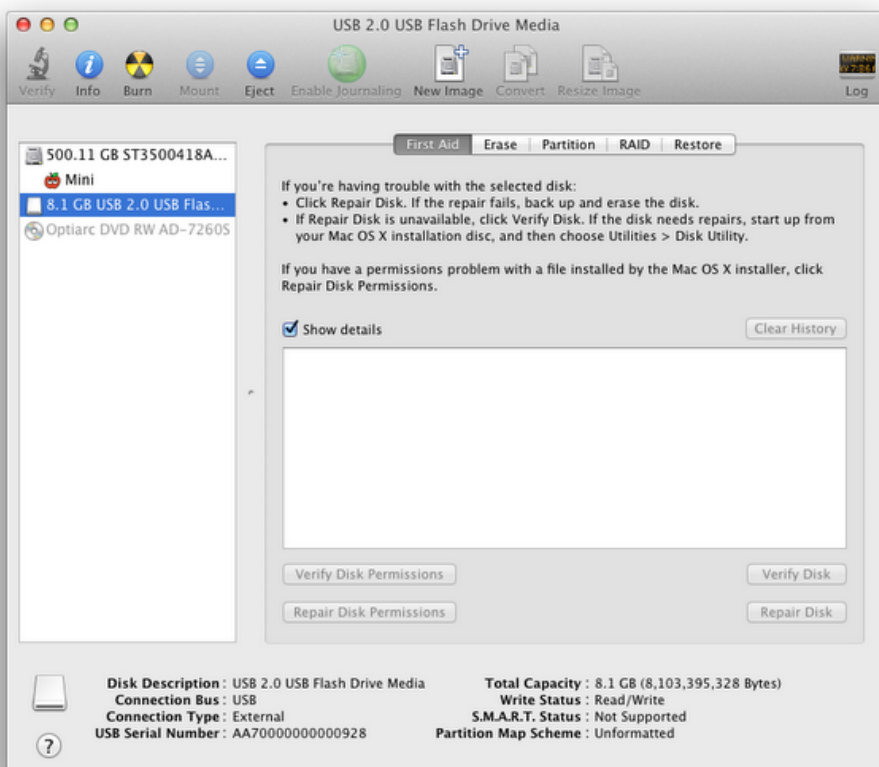 USB 2.0 USB Flash Drive Media
Verify Info Burn Mount Eject Enable Journaling New Image Convert Resize Image Log
500.11 GB ST3500418A...
Mini
8.1 GB USB 2.0 USB Flas...
Optiarc DVD RW AD-7260S
First Aid Erase Partition RAID Restore
If you're having trouble with the selected disk:
• Click Repair Disk. If the repair fails, back up and erase the disk.
• If Repair Disk is unavailable, click Verify Disk. If the disk needs repairs, start up from
your Mac OS X installation disc, and then choose Utilities > Disk Utility.
If you have a permissions problem with a file installed by the Mac OS X installer, click
Repair Disk Permissions.
Show details
Clear History
Verify Disk Permissions
Verify Disk
Repair Disk Permissions
Repair Disk
Disk Description : USB 2.0 USB Flash Drive Media
Connection Bus : USB
Connection Type : External
USB Serial Number : AA70000000000928
Total Capacity : 8.1 GB (8,103,395,328 Bytes)
Write Status : Read/Write
S.M.A.R.T. Status : Not Supported
Partition Map Scheme : Unformatted
?